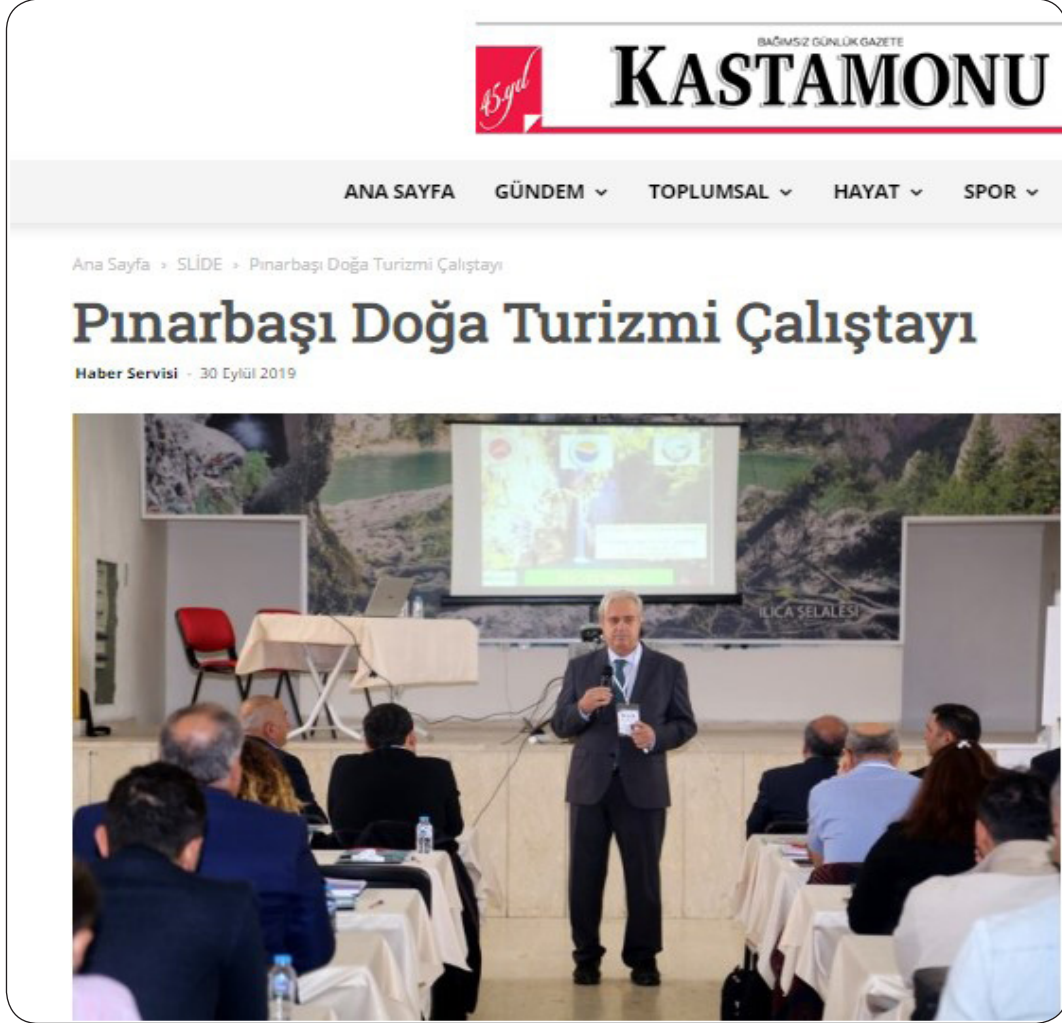 BAĞIMSIZ GÜNLÜK GAZETE
45.yıl
KASTAMONU
ANA SAYFA GÜNDEM TOPLUMSAL HAYAT SPOR
Ana Sayfa › SLİDE › Pınarbaşı Doğa Turizmi Çalıştayı
Pınarbaşı Doğa Turizmi Çalıştayı
Haber Servisi - 30 Eylül 2019
ILICA ŞELALESİ